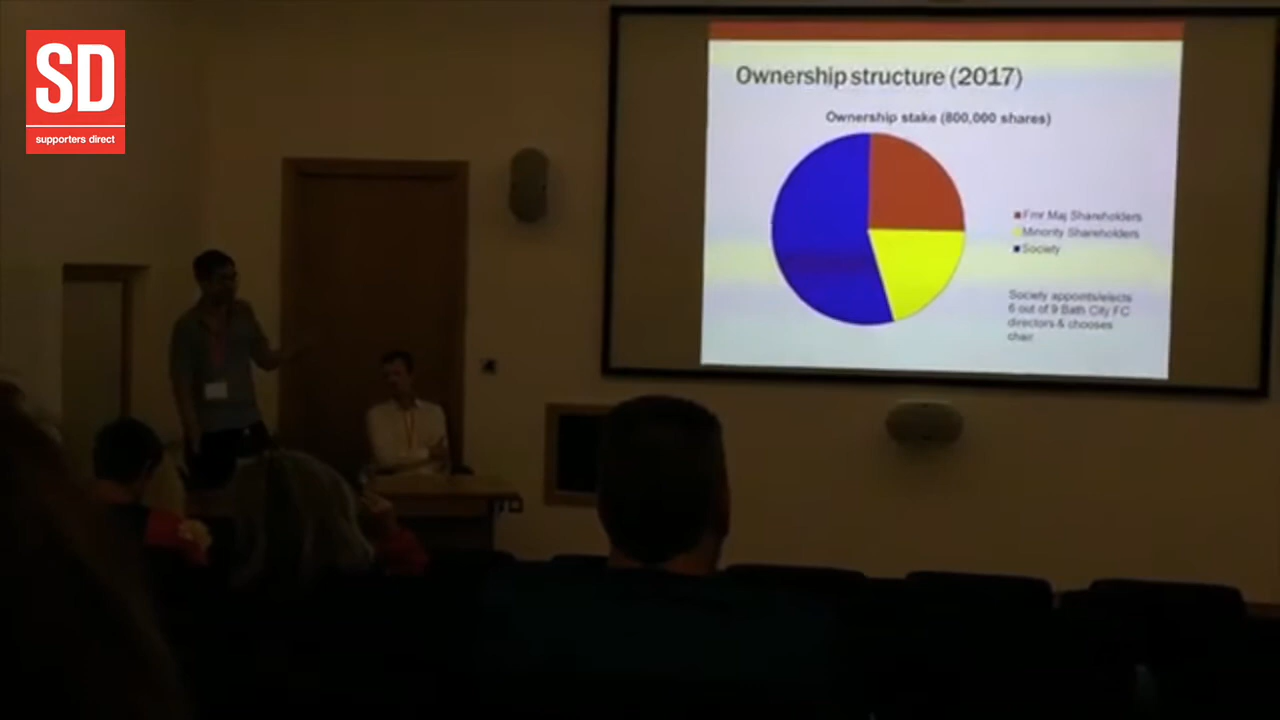 SD
supporters direct
Ownership structure (2017)
Ownership stake (800,000 shares)
Fmr Maj Shareholders
Minority Shareholders
Society
Society appoints/elects
6 out of 9 Bath City FC
directors & chooses
chair